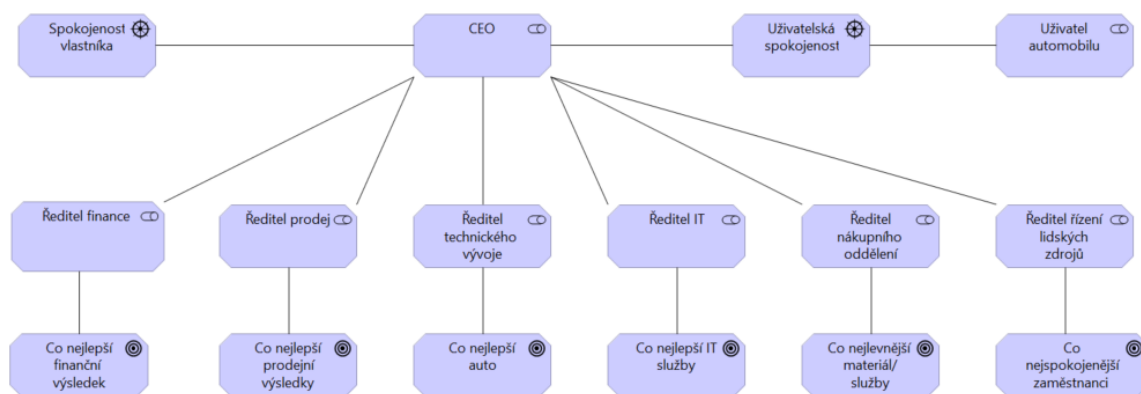 Spokojenost
vlastníka
CEO
Uživatelská
spokojenost
Uživatel
automobilu
Ředitel finance
Ředitel prodej
Ředitel
technického
vývoje
Ředitel IT
Ředitel
nákupního
oddělení
Ředitel řízení
lidských
zdrojů
Co nejlepší
finanční
výsledek
Co nejlepší
prodejní
výsledky
Co nejlepší
auto
Co nejlepší IT
služby
Co nejlevnější
materiál/
služby
Co
nejspokojenější
zaměstnanci